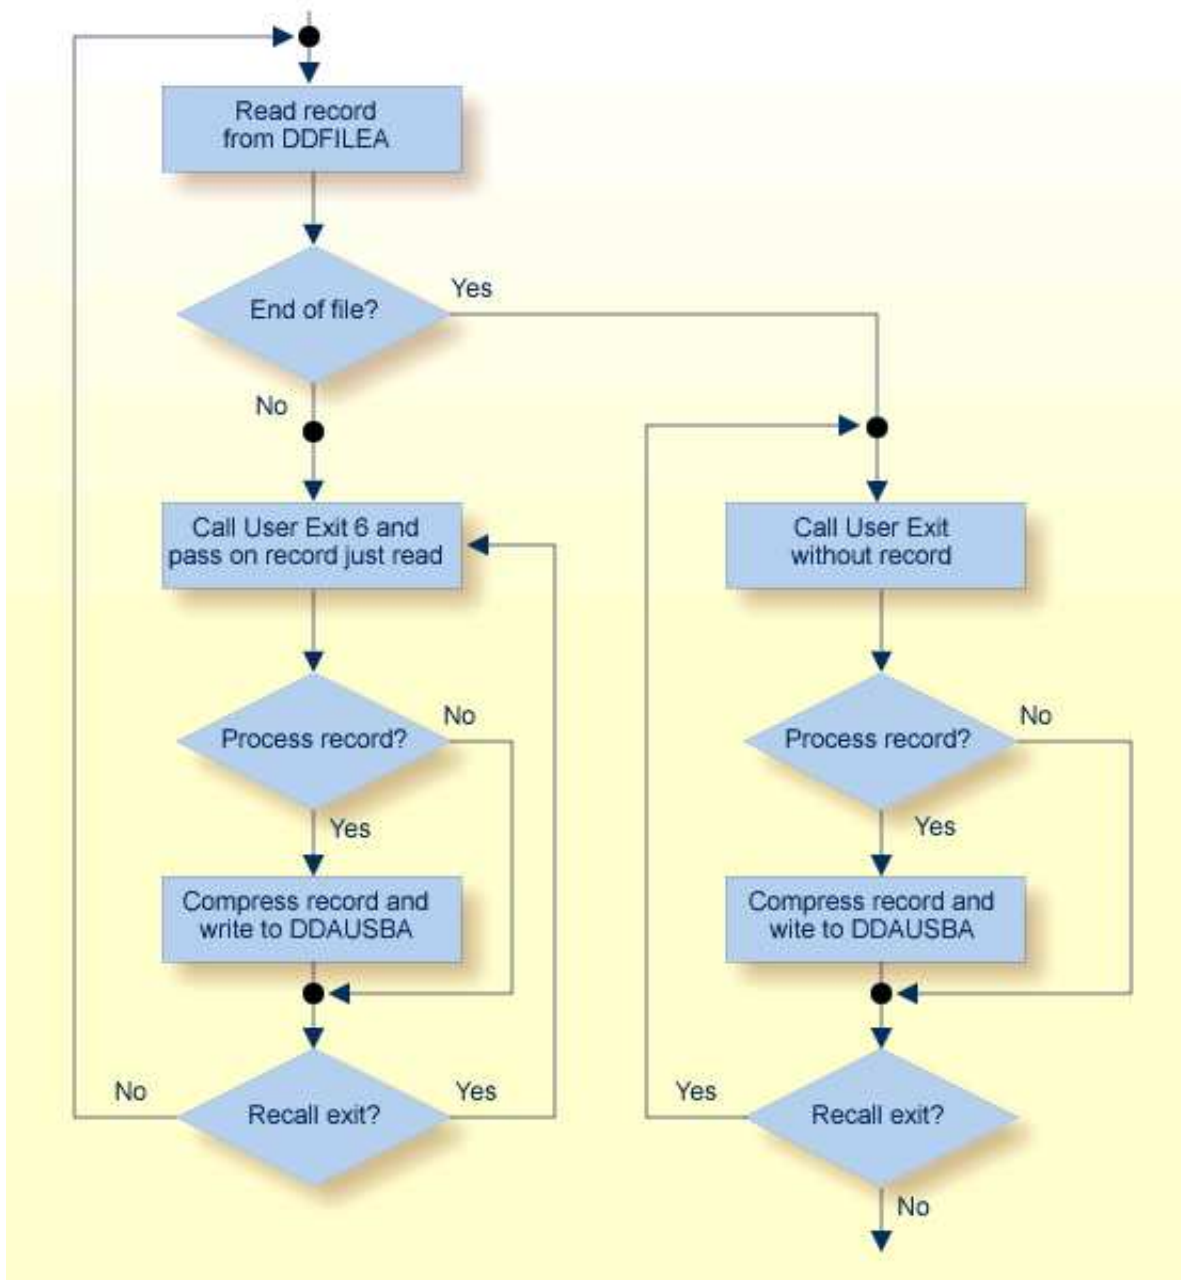 Read record
from DDFILEA
End of file?
Yes
No
Call User Exit 6 and
pass on record just read
Call User Exit
without record
Process record?
No
Process record?
No
Yes
Yes
Compress record and
write to DDAUSBA
Compress record and
wite to DDAUSBA
No
Recall exit?
Yes
Yes
Recall exit?
No